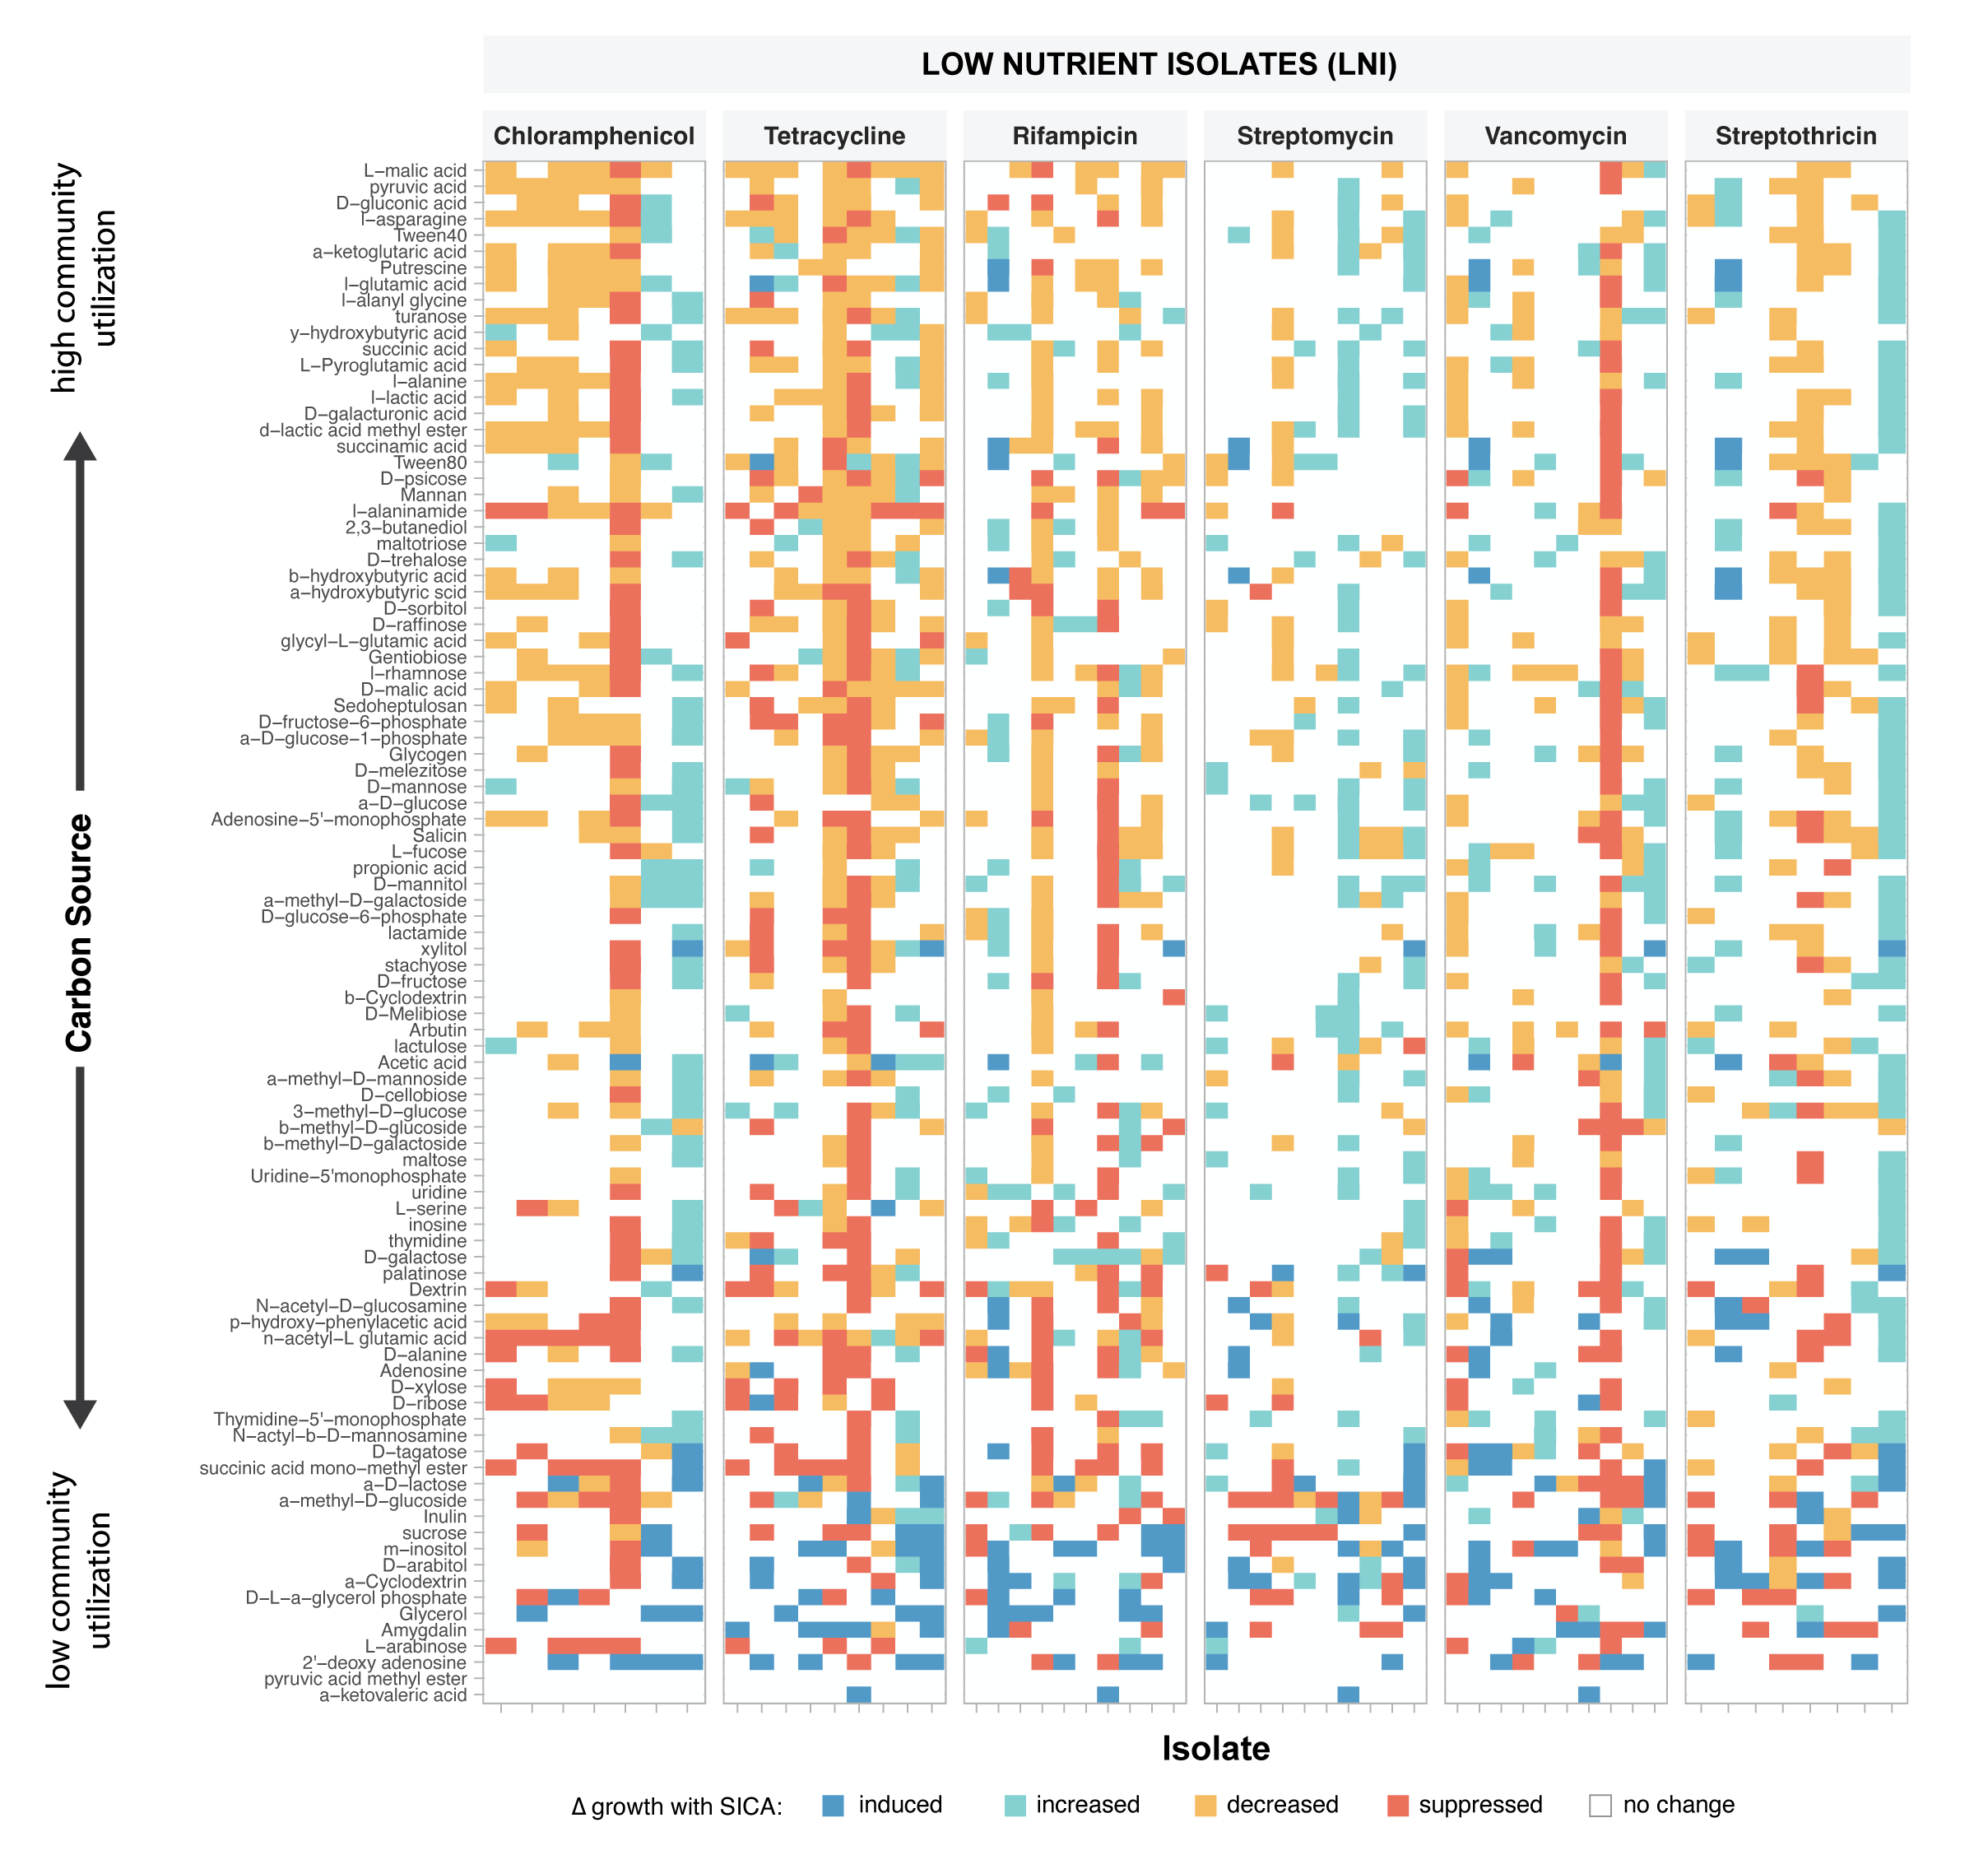 LOW NUTRIENT ISOLATES (LNI)
Chloramphenicol
Tetracycline
Rifampicin
Streptomycin
Vancomycin
Streptothricin
high community
utilization
Carbon Source
low community
utilization
L−malic acid
pyruvic acid
D−gluconic acid
l−asparagine
Tween40
a−ketoglutaric acid
Putrescine
l−glutamic acid
l−alanyl glycine
turanose
y−hydroxybutyric acid
succinic acid
L−Pyroglutamic acid
l−alanine
l−lactic acid
D−galacturonic acid
d−lactic acid methyl ester
succinamic acid
Tween80
D−psicose
Mannan
l−alaninamide
2,3−butanediol
maltotriose
D−trehalose
b−hydroxybutyric acid
a−hydroxybutyric scid
D−sorbitol
D−raffinose
glycyl−L−glutamic acid
Gentiobiose
l−rhamnose
D−malic acid
Sedoheptulosan
D−fructose−6−phosphate
a−D−glucose−1−phosphate
Glycogen
D−melezitose
D−mannose
a−D−glucose
Adenosine−5'−monophosphate
Salicin
L−fucose
propionic acid
D−mannitol
a−methyl−D−galactoside
D−glucose−6−phosphate
lactamide
xylitol
stachyose
D−fructose
b−Cyclodextrin
D−Melibiose
Arbutin
lactulose
Acetic acid
a−methyl−D−mannoside
D−cellobiose
3−methyl−D−glucose
b−methyl−D−glucoside
b−methyl−D−galactoside
maltose
Uridine−5'monophosphate
uridine
L−serine
inosine
thymidine
D−galactose
palatinose
Dextrin
N−acetyl−D−glucosamine
p−hydroxy−phenylacetic acid
n−acetyl−L glutamic acid
D−alanine
Adenosine
D−xylose
D−ribose
Thymidine−5'−monophosphate
N−actyl−b−D−mannosamine
D−tagatose
succinic acid mono−methyl ester
a−D−lactose
a−methyl−D−glucoside
Inulin
sucrose
m−inositol
D−arabitol
a−Cyclodextrin
D−L−a−glycerol phosphate
Glycerol
Amygdalin
L−arabinose
2'−deoxy adenosine
pyruvic acid methyl ester
a−ketovaleric acid
Isolate
Δ growth with SICA: induced increased decreased suppressed no change